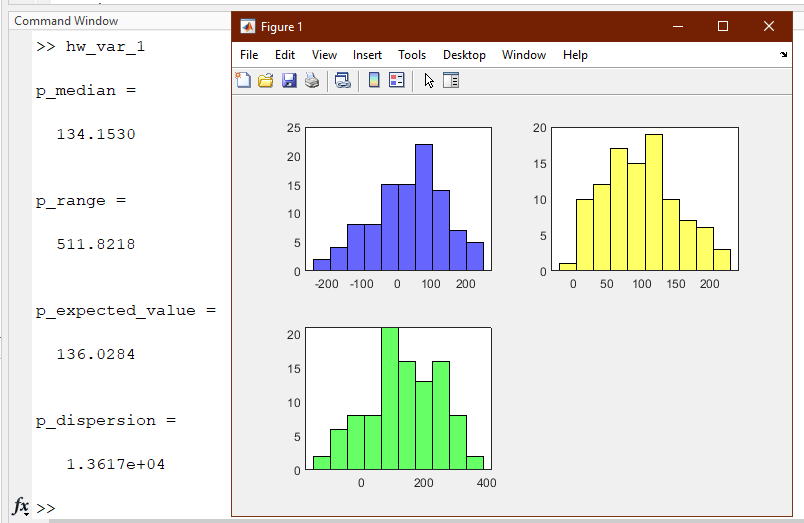 Command Window
>> hw_var_1
p_median =
134.1530
p_range =
511.8218
p_expected_value =
136.0284
p_dispersion =
1.3617e+04
fx >>
Figure 1
File Edit View Insert Tools Desktop Window Help
25
20
15
10
5
0
-200 -100 0 100 200
20
15
10
5
0
0 50 100 150 200
20
15
10
5
0
0 200 400